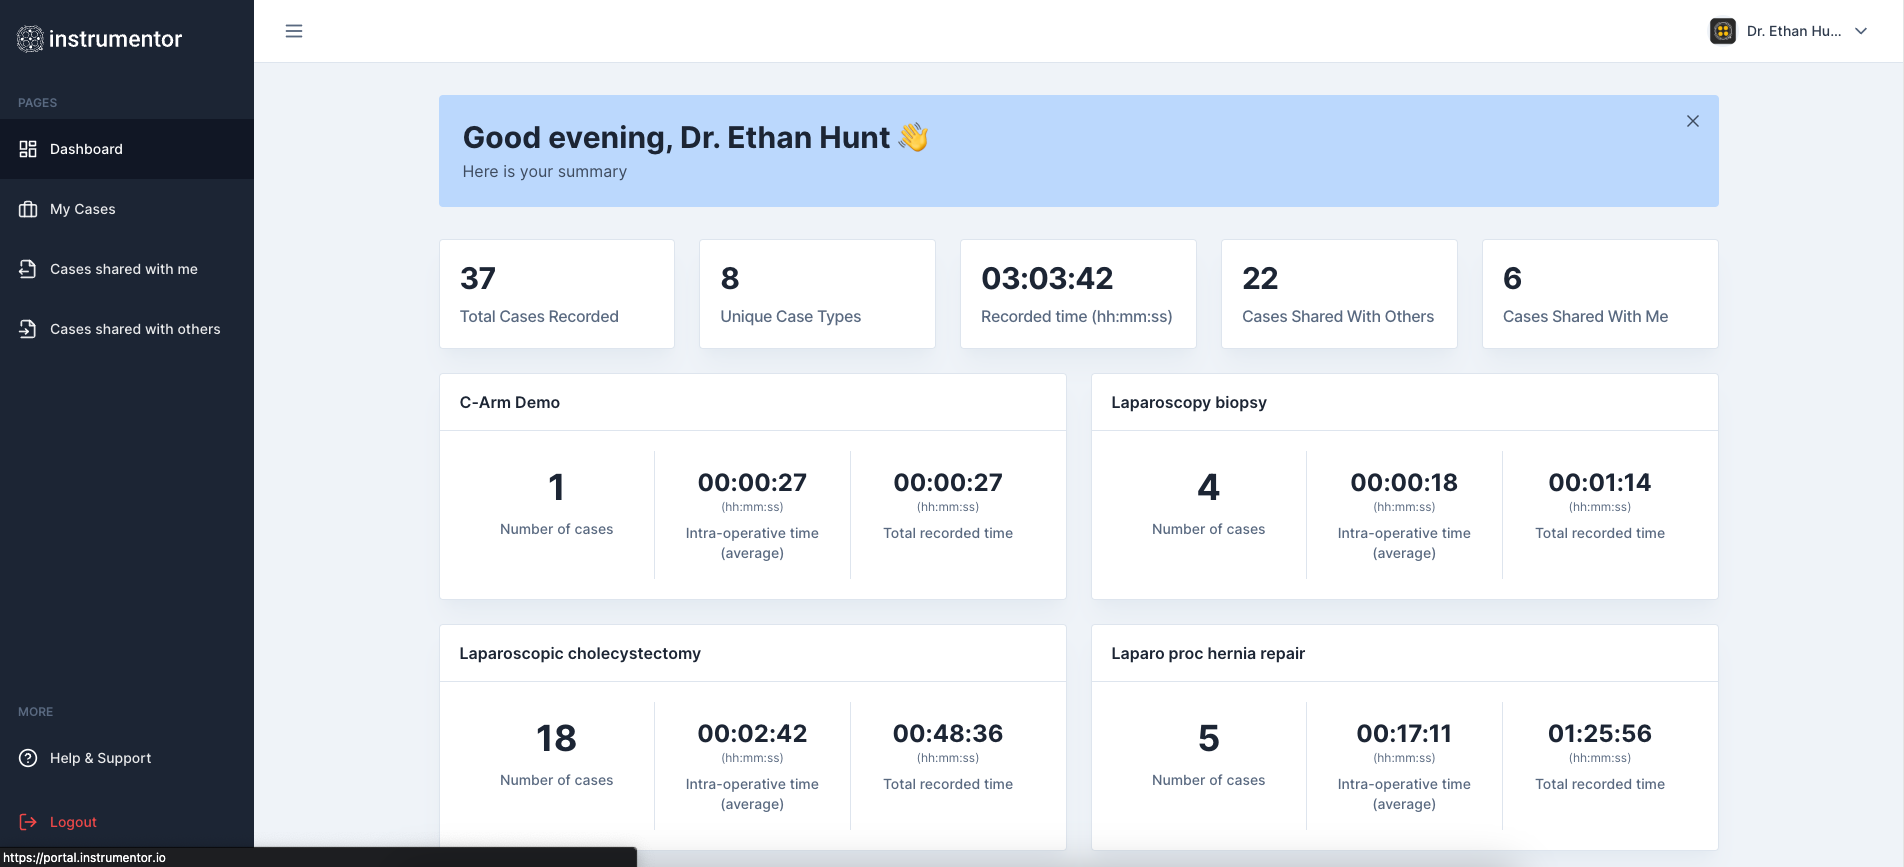 instrumentor
Dr. Ethan Hu...
PAGES
Dashboard
My Cases
Cases shared with me
Cases shared with others
MORE
Help & Support
Logout
https://portal.instrumentor.io
Good evening, Dr. Ethan Hunt 👋
Here is your summary
37
Total Cases Recorded
8
Unique Case Types
03:03:42
Recorded time (hh:mm:ss)
22
Cases Shared With Others
6
Cases Shared With Me
C-Arm Demo
1
Number of cases
00:00:27
(hh:mm:ss)
Intra-operative time
(average)
00:00:27
(hh:mm:ss)
Total recorded time
Laparoscopy biopsy
4
Number of cases
00:00:18
(hh:mm:ss)
Intra-operative time
(average)
00:01:14
(hh:mm:ss)
Total recorded time
Laparoscopic cholecystectomy
18
Number of cases
00:02:42
(hh:mm:ss)
Intra-operative time
(average)
00:48:36
(hh:mm:ss)
Total recorded time
Laparo proc hernia repair
5
Number of cases
00:17:11
(hh:mm:ss)
Intra-operative time
(average)
01:25:56
(hh:mm:ss)
Total recorded time